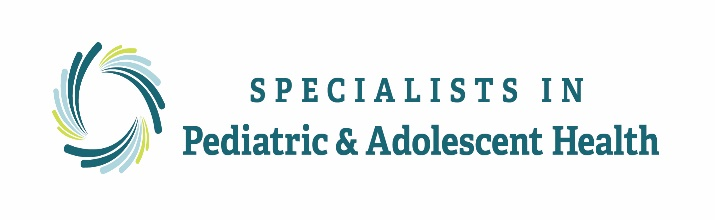 SPECIALISTS IN
Pediatric & Adolescent Health